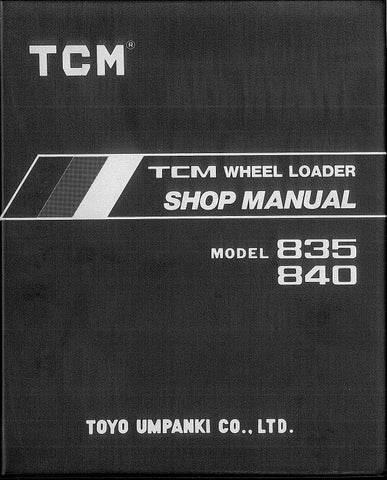 TCM®
TCM WHEEL LOADER
SHOP MANUAL
MODEL 835
840
TOYO UMPANKI CO., LTD.